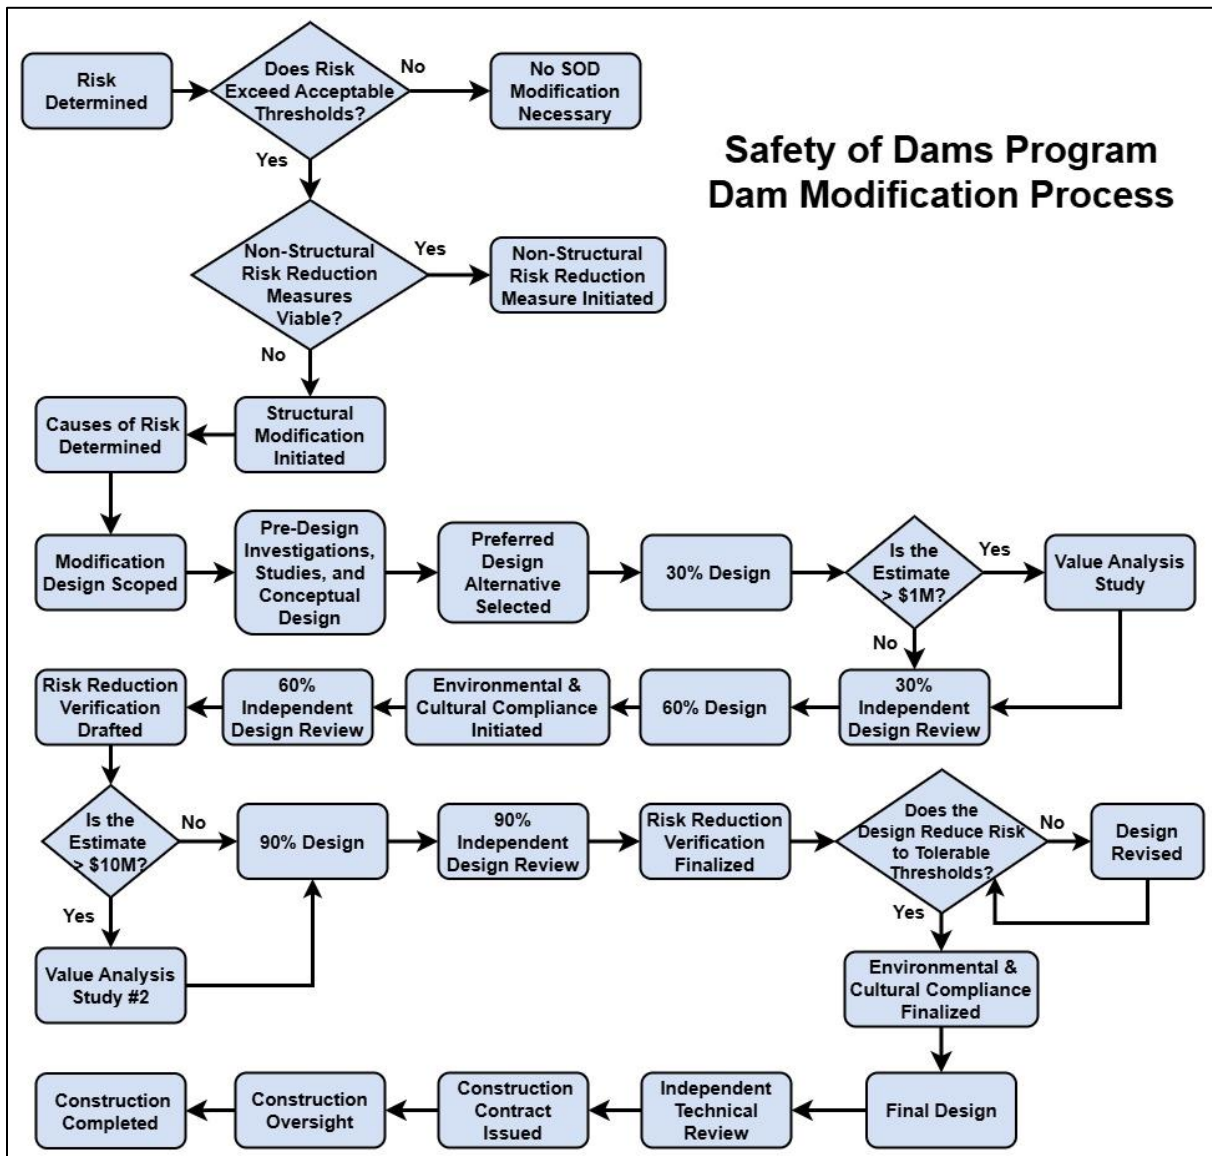 Safety of Dams Program
Dam Modification Process
Risk
Determined
Does Risk
Exceed Acceptable
Thresholds?
No
No SOD
Modification
Necessary
Yes
Non-Structural
Risk Reduction
Measures
Viable?
Yes
Non-Structural
Risk Reduction
Measure Initiated
No
Structural
Modification
Initiated
Causes of Risk
Determined
Modification
Design Scoped
Pre-Design
Investigations,
Studies, and
Conceptual
Design
Preferred
Design
Alternative
Selected
30% Design
Is the
Estimate
> $1M?
Yes
Value Analysis
Study
No
30%
Independent
Design Review
60% Design
Environmental &
Cultural Compliance
Initiated
60%
Independent
Design Review
Risk Reduction
Verification
Drafted
Is the
Estimate
> $10M?
No
Yes
Value Analysis
Study #2
90% Design
90%
Independent
Design Review
Risk Reduction
Verification
Finalized
Does the
Design Reduce Risk
to Tolerable
Thresholds?
No
Design
Revised
Yes
Environmental &
Cultural Compliance
Finalized
Final Design
Independent
Technical
Review
Construction
Contract
Issued
Construction
Oversight
Construction
Completed